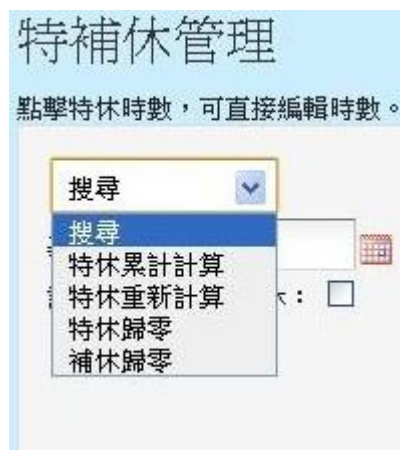 特補休管理
點擊特休時數，可直接編輯時數。
搜尋
搜尋
特休累計計算
特休重新計算
特休歸零
補休歸零
：